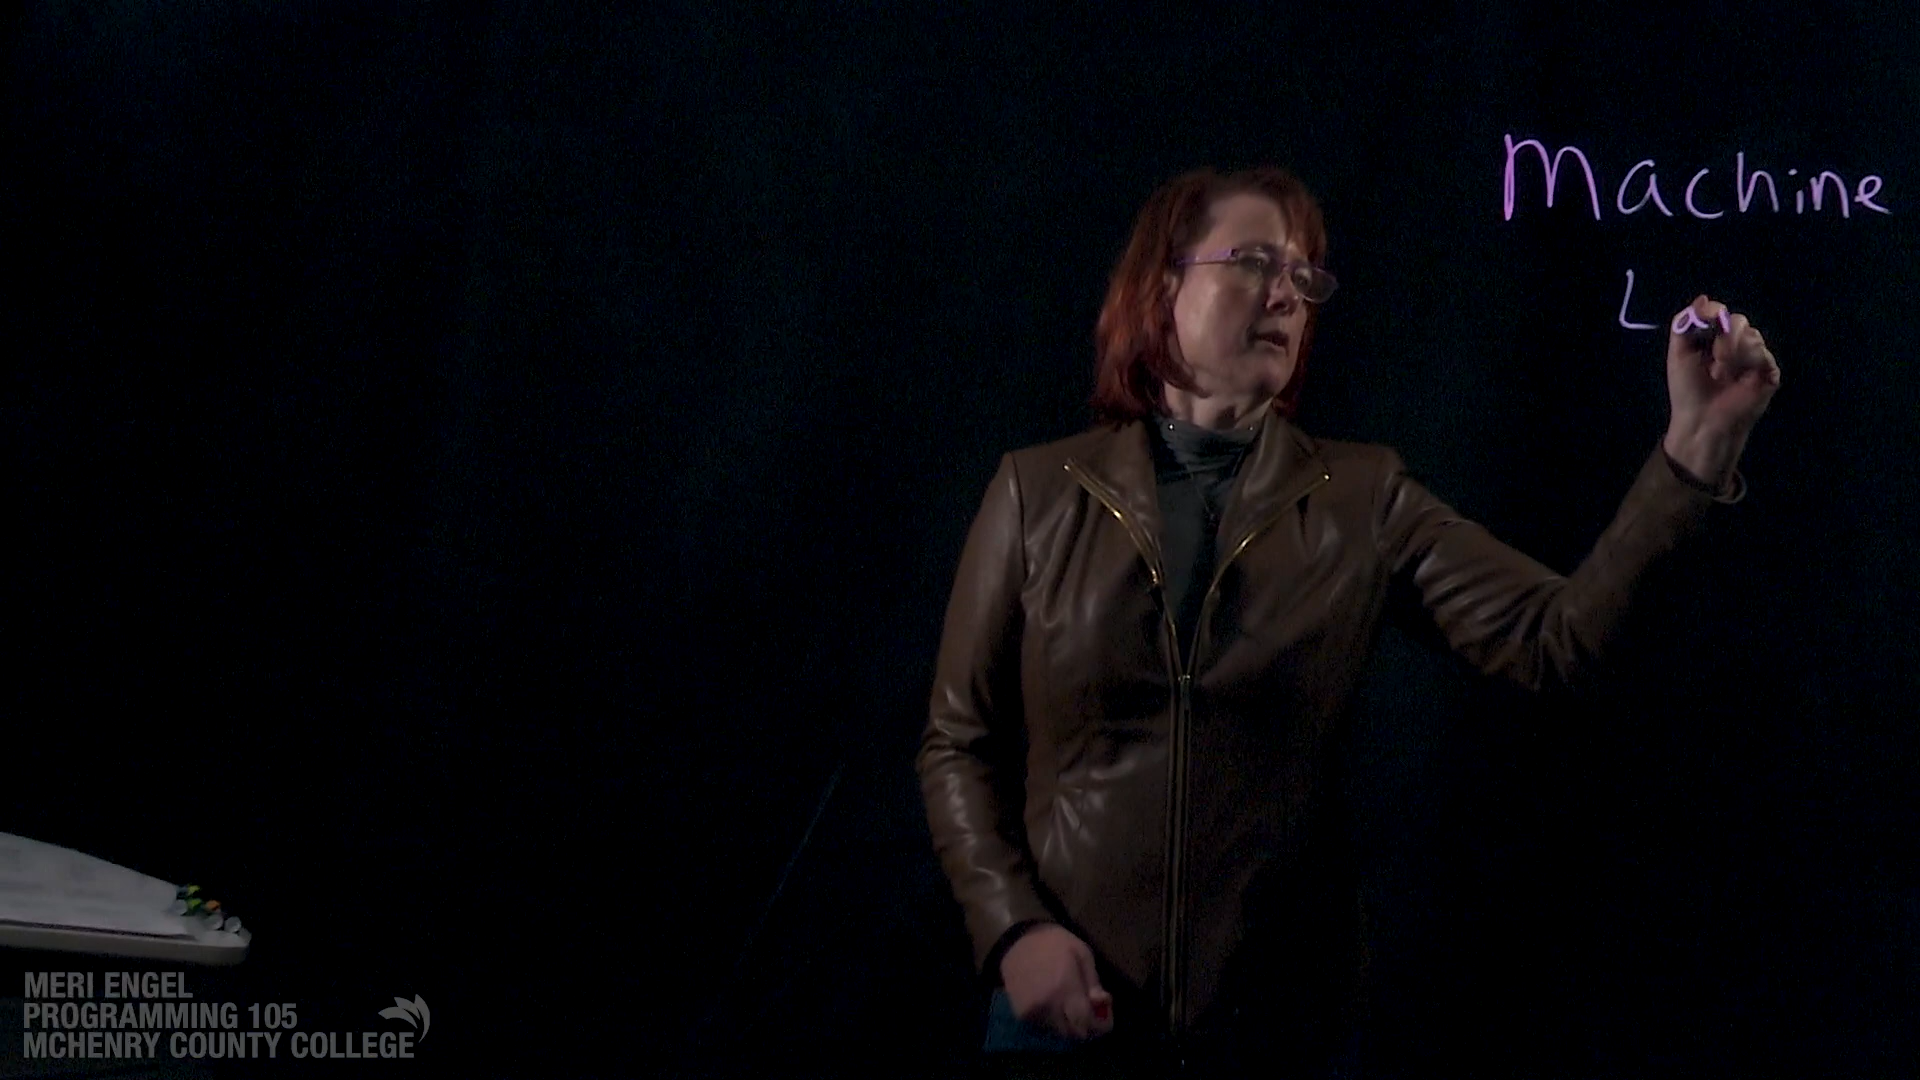 Machine
La
MERI ENGEL
PROGRAMMING 105
MCHENRY COUNTY COLLEGE